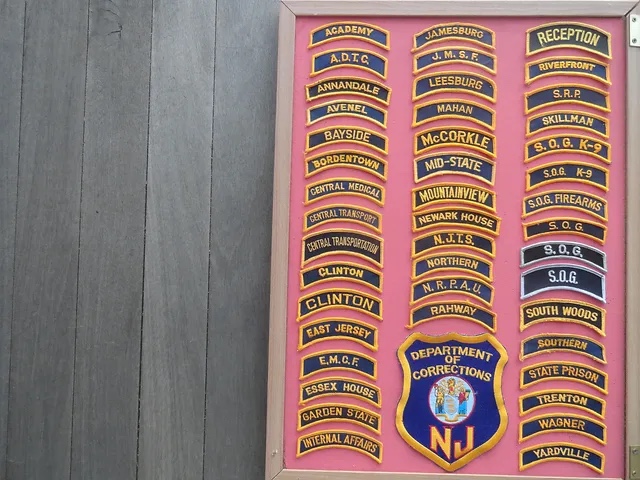 ACADEMY
A.D.T.C.
ANNANDALE
AVENEL
BAYSIDE
BORDENTOWN
CENTRAL MEDICAL
CENTRAL TRANSPORT
CENTRAL TRANSPORTATION
CLINTON
CLINTON
EAST JERSEY
E.M.C.F.
ESSEX HOUSE
GARDEN STATE
INTERNAL AFFAIRS
JAMESBURG
J.M.S.F.
LEESBURG
MAHAN
McCORKLE
MID-STATE
MOUNTAINVIEW
NEWARK HOUSE
N.J.T.S.
NORTHERN
N.R.P.A.U.
RAHWAY
DEPARTMENT
OF
CORRECTIONS
NJ
RECEPTION
RIVERFRONT
S.R.P.
SKILLMAN
S.O.G. K-9
S.O.G. K-9
S.O.G. FIREARMS
S.O.G.
S.O.G.
S.O.G.
SOUTH WOODS
SOUTHERN
STATE PRISON
TRENTON
WAGNER
YARDVILLE